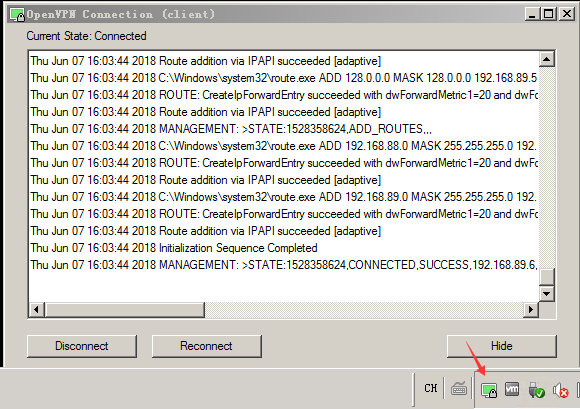 OpenVPN Connection (client)
Current State: Connected
Thu Jun 07 16:03:44 2018 Route addition via IPAPI succeeded [adaptive]
Thu Jun 07 16:03:44 2018 C:\Windows\system32\route.exe ADD 128.0.0.0 MASK 128.0.0.0 192.168.89.5
Thu Jun 07 16:03:44 2018 ROUTE: CreateIpForwardEntry succeeded with dwForwardMetric1=20 and dwFo
Thu Jun 07 16:03:44 2018 Route addition via IPAPI succeeded [adaptive]
Thu Jun 07 16:03:44 2018 MANAGEMENT: >STATE:1528358624,ADD_ROUTES,,,
Thu Jun 07 16:03:44 2018 C:\Windows\system32\route.exe ADD 192.168.88.0 MASK 255.255.255.0 192.
Thu Jun 07 16:03:44 2018 ROUTE: CreateIpForwardEntry succeeded with dwForwardMetric1=20 and dwFo
Thu Jun 07 16:03:44 2018 Route addition via IPAPI succeeded [adaptive]
Thu Jun 07 16:03:44 2018 C:\Windows\system32\route.exe ADD 192.168.89.0 MASK 255.255.255.0 192.
Thu Jun 07 16:03:44 2018 ROUTE: CreateIpForwardEntry succeeded with dwForwardMetric1=20 and dwFo
Thu Jun 07 16:03:44 2018 Route addition via IPAPI succeeded [adaptive]
Thu Jun 07 16:03:44 2018 Initialization Sequence Completed
Thu Jun 07 16:03:44 2018 MANAGEMENT: >STATE:1528358624,CONNECTED,SUCCESS,192.168.89.6,
Disconnect
Reconnect
Hide
CH
vm